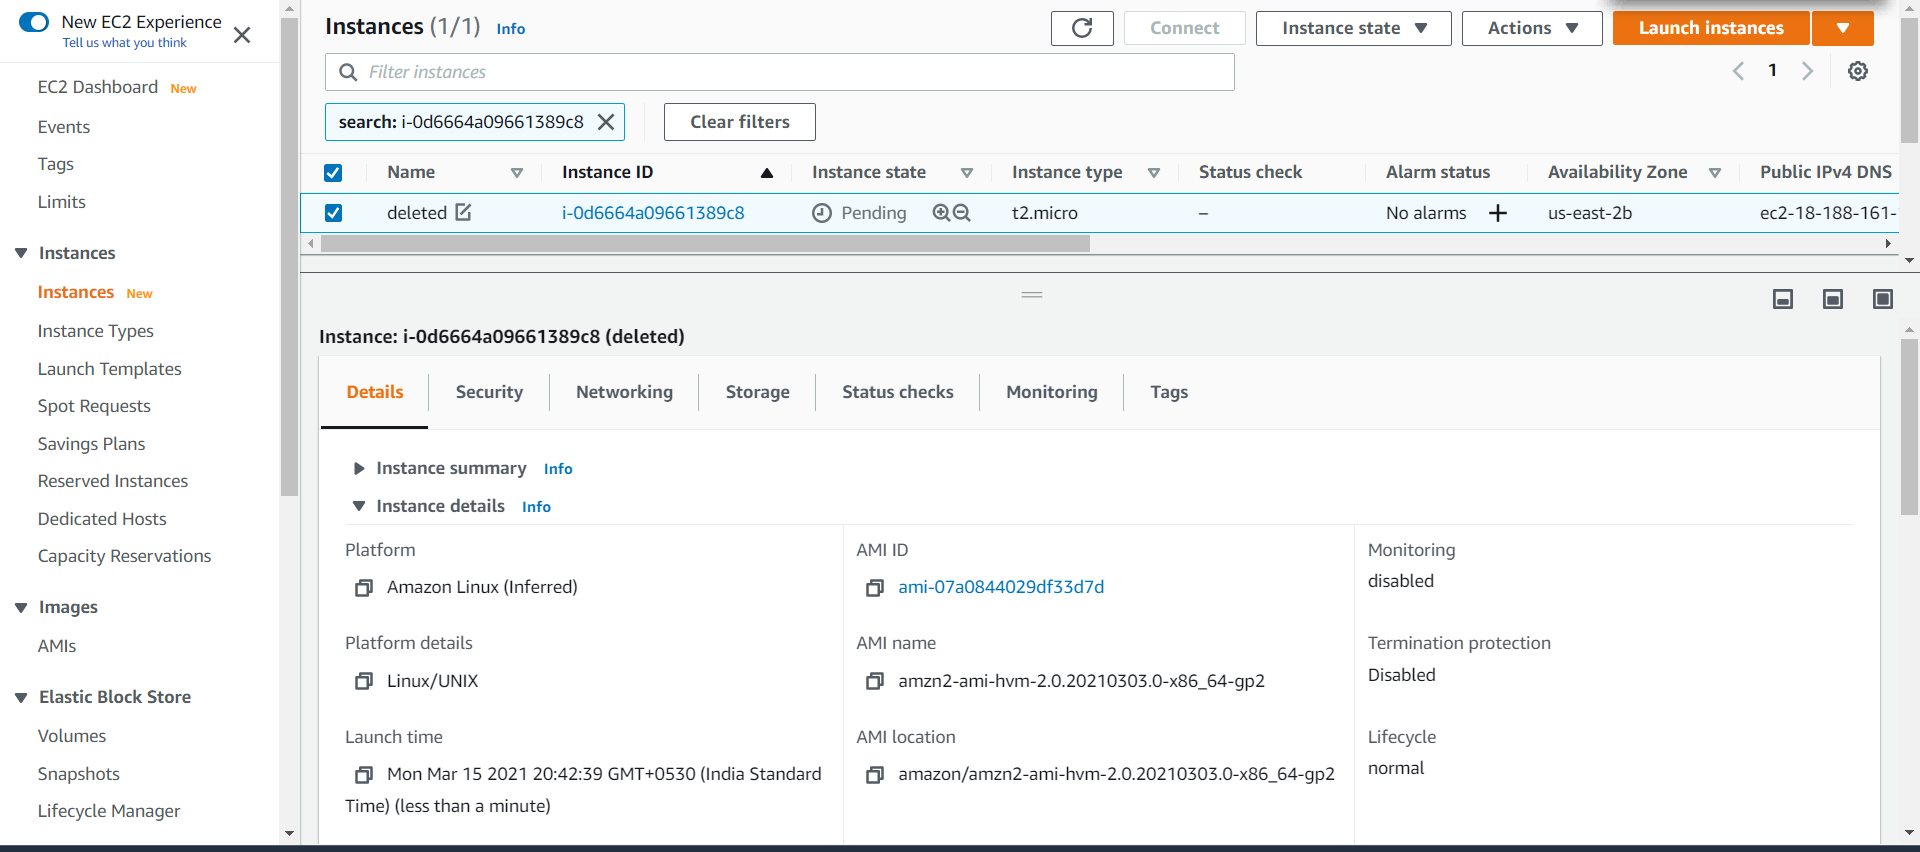 New EC2 Experience
Tell us what you think
EC2 Dashboard New
Events
Tags
Limits
Instances
Instances New
Instance Types
Launch Templates
Spot Requests
Savings Plans
Reserved Instances
Dedicated Hosts
Capacity Reservations
Images
AMIs
Elastic Block Store
Volumes
Snapshots
Lifecycle Manager
Instances (1/1) Info
Connect
Instance state
Actions
Launch instances
Filter instances
1
search: i-0d6664a09661389c8
Clear filters
Name Instance ID Instance state Instance type Status check Alarm status Availability Zone Public IPv4 DNS
deleted i-0d6664a09661389c8 Pending t2.micro – No alarms + us-east-2b ec2-18-188-161-
Instance: i-0d6664a09661389c8 (deleted)
Details Security Networking Storage Status checks Monitoring Tags
Instance summary Info
Instance details Info
Platform
Amazon Linux (Inferred)
AMI ID
ami-07a0844029df33d7d
Monitoring
disabled
Platform details
Linux/UNIX
AMI name
amzn2-ami-hvm-2.0.20210303.0-x86_64-gp2
Termination protection
Disabled
Launch time
Mon Mar 15 2021 20:42:39 GMT+0530 (India Standard
Time) (less than a minute)
AMI location
amazon/amzn2-ami-hvm-2.0.20210303.0-x86_64-gp2
Lifecycle
normal